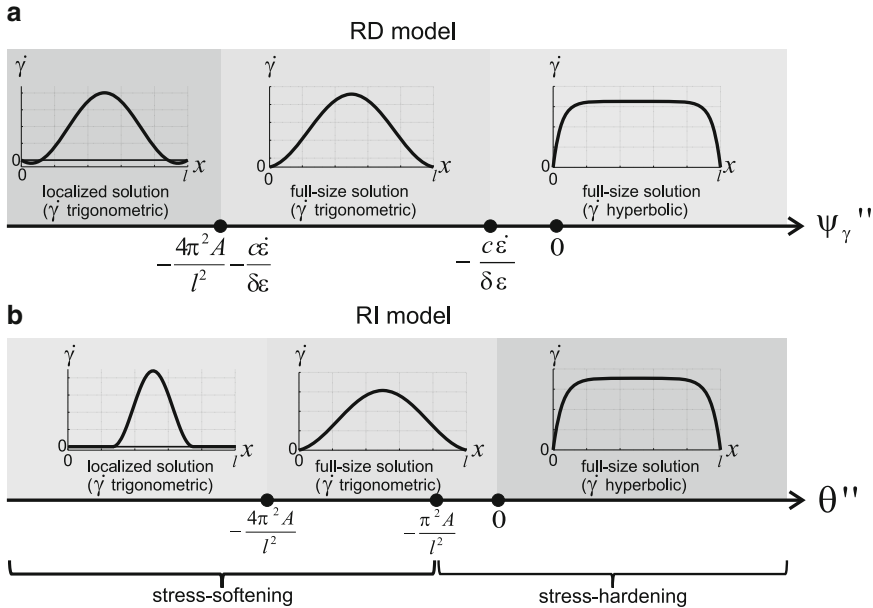 a
RD model
γ̇
0
0
l x
localized solution
(γ̇ trigonometric)
γ̇
0
0
l x
full-size solution
(γ̇ trigonometric)
γ̇
0
0
l x
full-size solution
(γ̇ hyperbolic)
ψγ''
-4π²A/l² - cε̇/δε
-cε̇/δε
0
b
RI model
γ̇
0
0
l x
localized solution
(γ̇ trigonometric)
γ̇
0
0
l x
full-size solution
(γ̇ trigonometric)
γ̇
0
0
l x
full-size solution
(γ̇ hyperbolic)
θ''
-4π²A/l²
-π²A/l²
0
stress-softening
stress-hardening